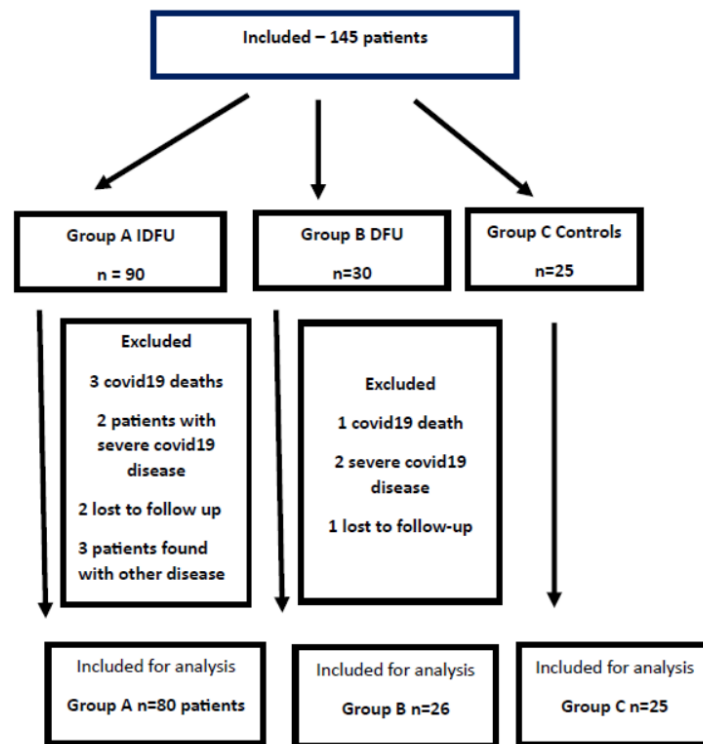 Included – 145 patients
Group A IDFU
n = 90
Group B DFU
n=30
Group C Controls
n=25
Excluded
3 covid19 deaths
2 patients with
severe covid19
disease
2 lost to follow up
3 patients found
with other disease
Excluded
1 covid19 death
2 severe covid19
disease
1 lost to follow-up
Included for analysis
Group A n=80 patients
Included for analysis
Group B n=26
Included for analysis
Group C n=25